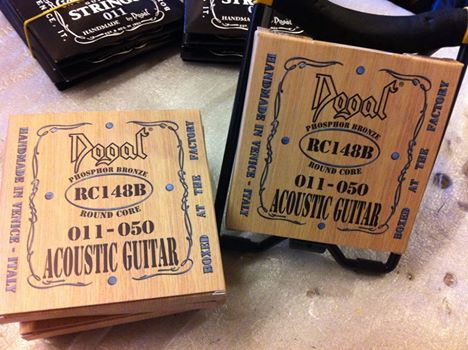 STRINGS
011
HANDMADE by Dogal
Dogal®
PHOSPHOR BRONZE
RC148B
ROUND CORE
011-050
ACOUSTIC GUITAR
HANDMADE IN VENICE - ITALY
BOXED AT THE FACTORY
Dogal®
PHOSPHOR BRONZE
RC148B
ROUND CORE
011-050
ACOUSTIC GUITAR
HANDMADE IN VENICE - ITALY
BOXED AT THE FACTORY